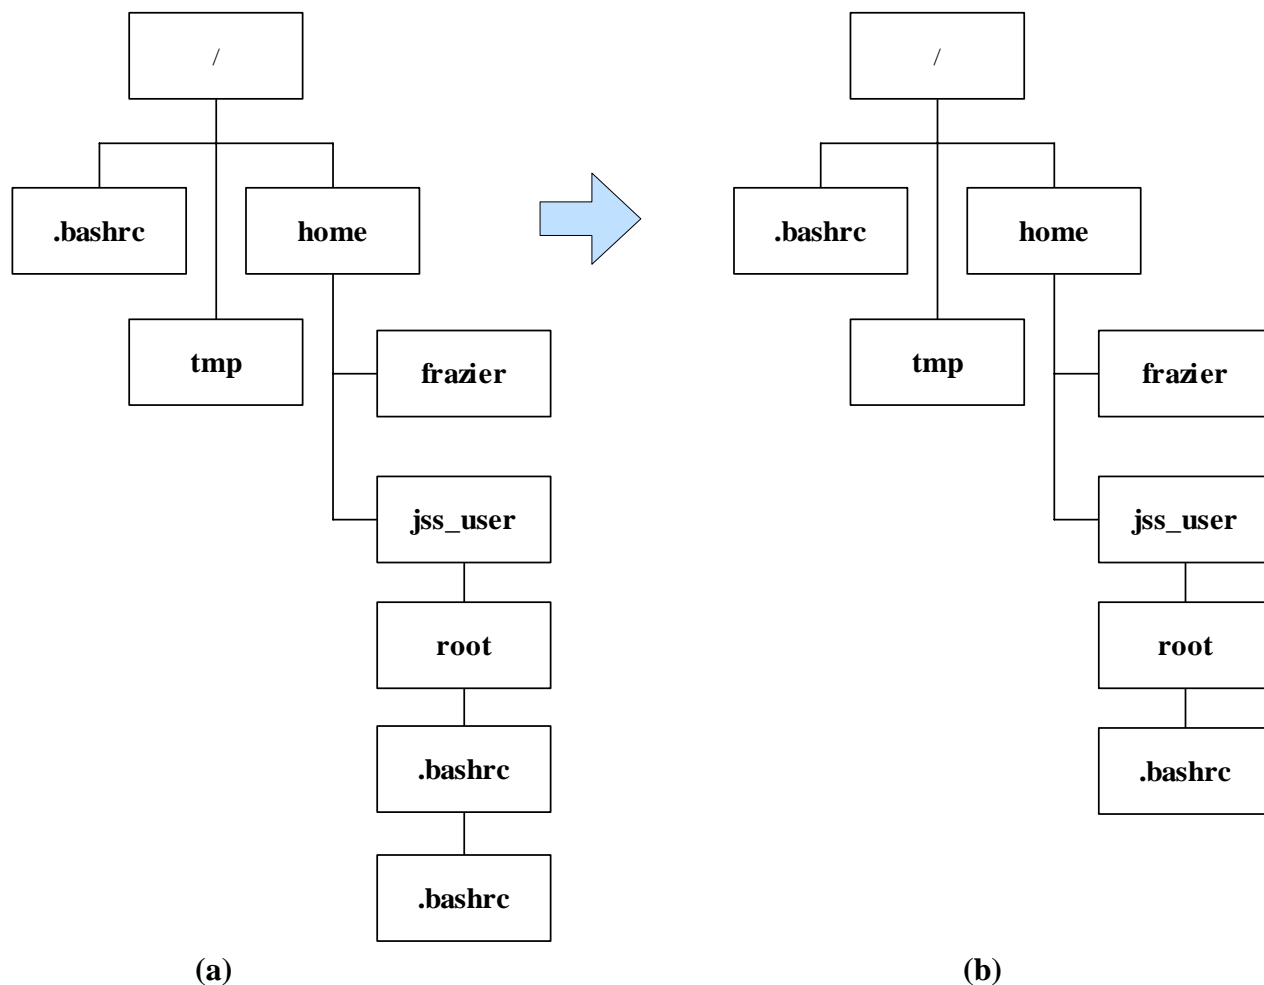 /
.bashrc
home
tmp
frazier
jss_user
root
.bashrc
.bashrc
(a)
/
.bashrc
home
tmp
frazier
jss_user
root
.bashrc
(b)